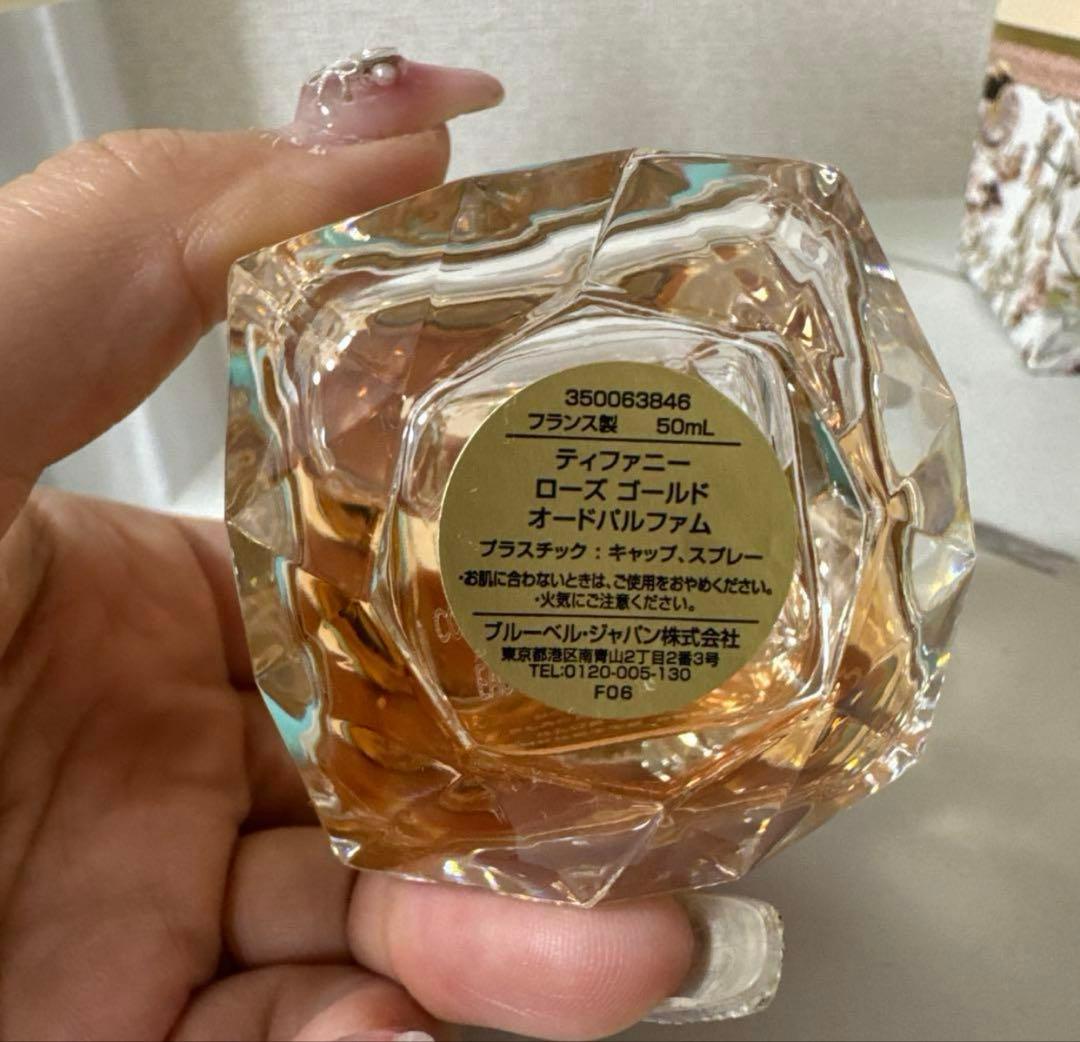 350063846
フランス製 50mL
ティファニー
ローズ ゴールド
オードパルファム
プラスチック：キャップ、スプレー
・お肌に合わないときは、ご使用をおやめください。
・火気にご注意ください。
ブルーベル・ジャパン株式会社
東京都港区南青山2丁目2番3号
TEL:0120-005-130
F06